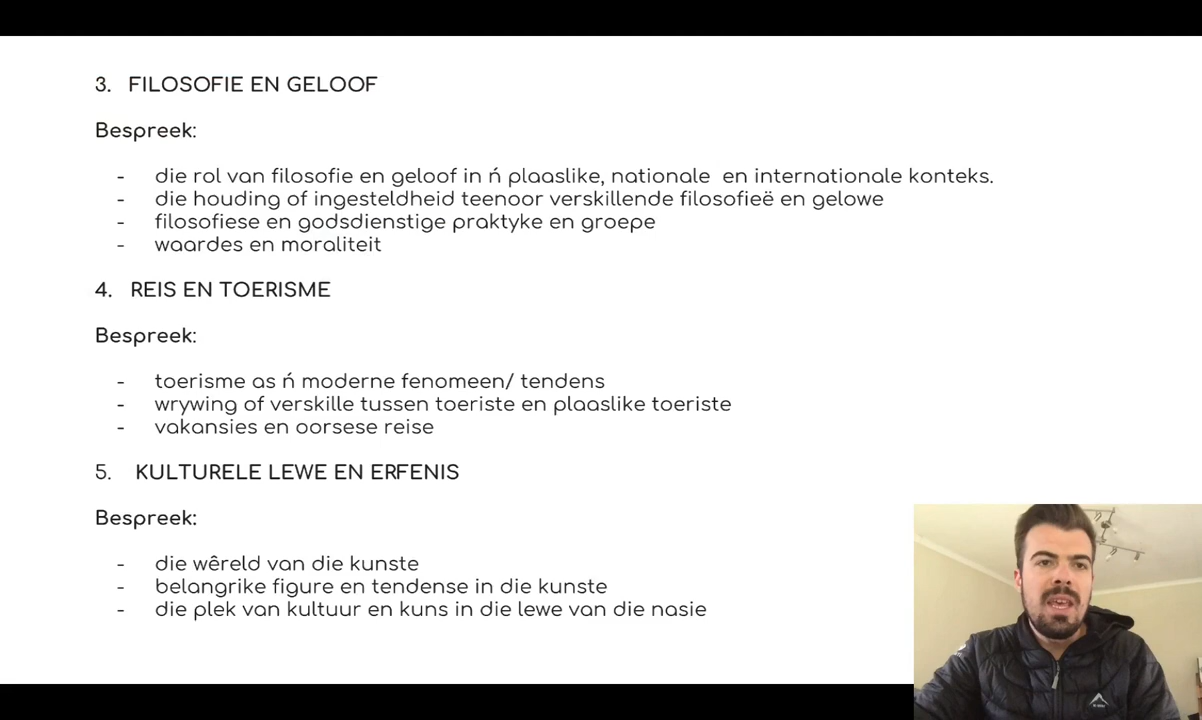 3. FILOSOFIE EN GELOOF
Bespreek:
- die rol van filosofie en geloof in ń plaaslike, nationale en internationale konteks.
- die houding of ingesteldheid teenoor verskillende filosofieë en gelowe
- filosofiese en godsdienstige praktyke en groepe
- waardes en moraliteit
4. REIS EN TOERISME
Bespreek:
- toerisme as ń moderne fenomeen/ tendens
- wrywing of verskille tussen toeriste en plaaslike toeriste
- vakansies en oorsese reise
5. KULTURELE LEWE EN ERFENIS
Bespreek:
- die wêreld van die kunste
- belangrike figure en tendense in die kunste
- die plek van kultuur en kuns in die lewe van die nasie